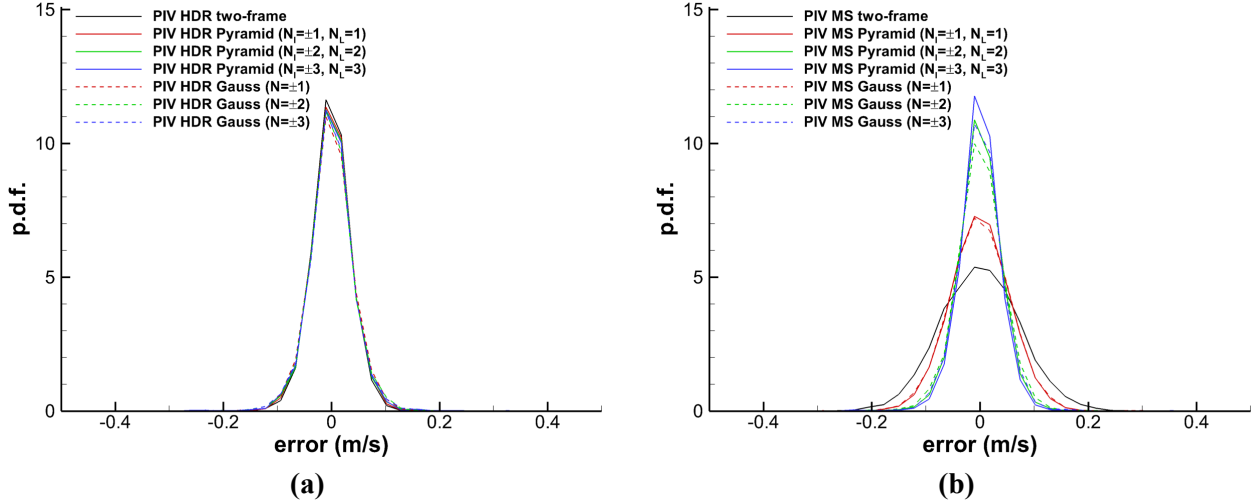 PIV HDR two-frame
PIV HDR Pyramid (N_I=±1, N_L=1)
PIV HDR Pyramid (N_I=±2, N_L=2)
PIV HDR Pyramid (N_I=±3, N_L=3)
PIV HDR Gauss (N=±1)
PIV HDR Gauss (N=±2)
PIV HDR Gauss (N=±3)
15
10
5
0
p.d.f.
-0.4
-0.2
0
0.2
0.4
error (m/s)
(a)
PIV MS two-frame
PIV MS Pyramid (N_I=±1, N_L=1)
PIV MS Pyramid (N_I=±2, N_L=2)
PIV MS Pyramid (N_I=±3, N_L=3)
PIV MS Gauss (N=±1)
PIV MS Gauss (N=±2)
PIV MS Gauss (N=±3)
15
10
5
0
p.d.f.
-0.4
-0.2
0
0.2
0.4
error (m/s)
(b)